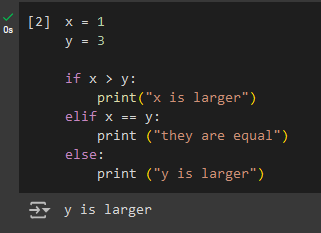 [2] x = 1
0s
y = 3
if x > y:
print("x is larger")
elif x == y:
print ("they are equal")
else:
print ("y is larger")
y is larger